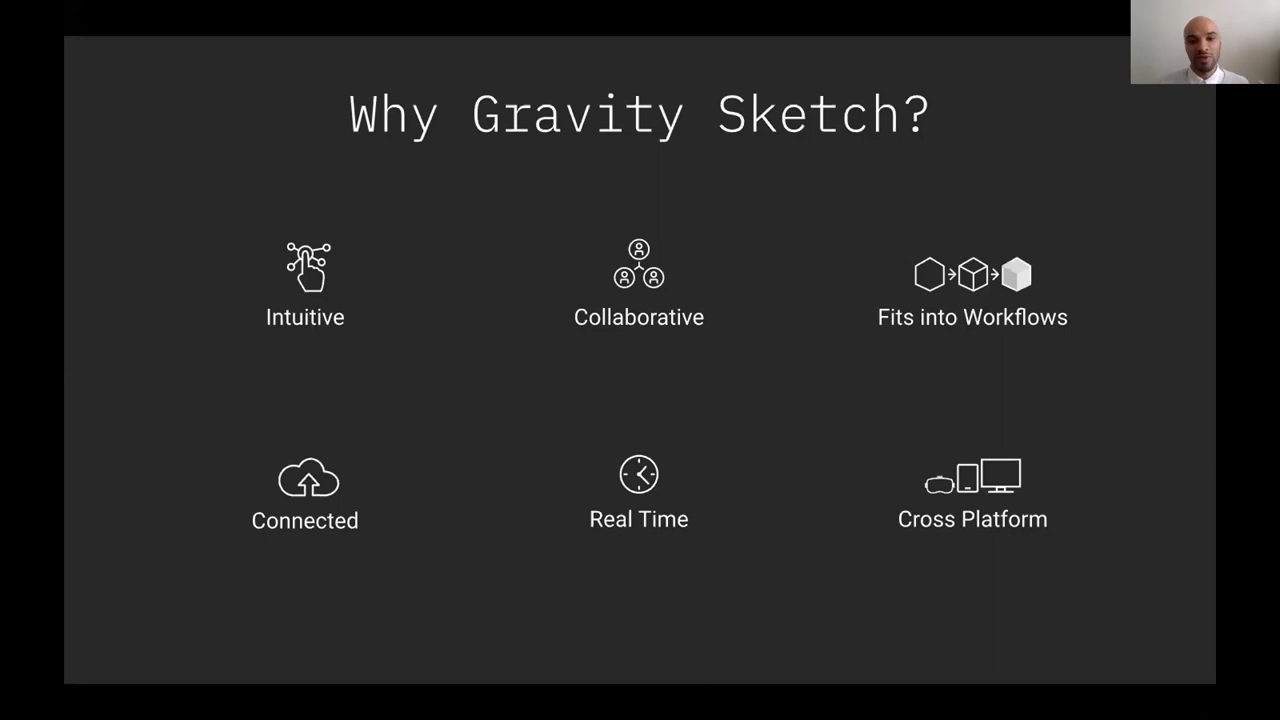 Why Gravity Sketch?
Intuitive
Collaborative
Fits into Workflows
Connected
Real Time
Cross Platform